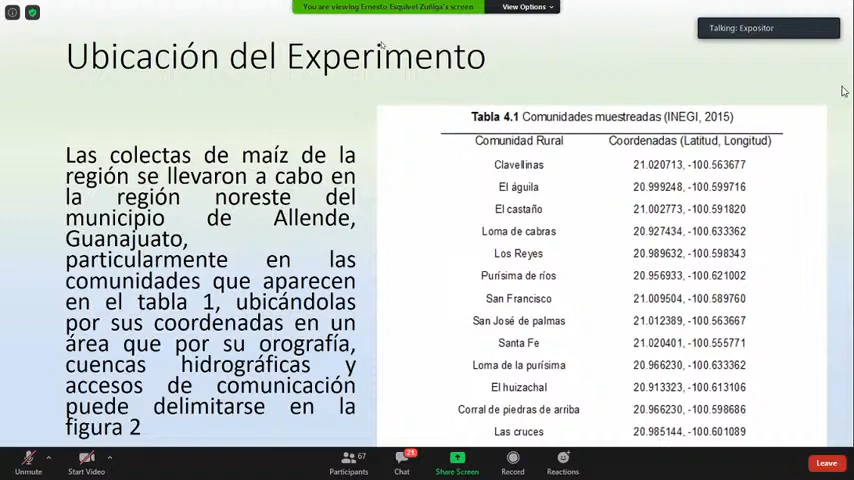 You are viewing Ernesto Esquivel Zuñiga's screen
View Options
Talking: Expositor
Ubicación del Experimento
Las colectas de maíz de la
región se llevaron a cabo en
la región noreste del
municipio de Allende,
Guanajuato,
particularmente en las
comunidades que aparecen
en el tabla 1, ubicándolas
por sus coordenadas en un
área que por su orografía,
cuencas hidrográficas y
accesos de comunicación
puede delimitarse en la
figura 2
Tabla 4.1 Comunidades muestreadas (INEGI, 2015)
Comunidad Rural Coordenadas (Latitud, Longitud)
Clavellinas 21.020713, -100.563677
El águila 20.999248, -100.599716
El castaño 21.002773, -100.591820
Loma de cabras 20.927434, -100.633362
Los Reyes 20.989632, -100.598343
Purísima de ríos 20.956933, -100.621002
San Francisco 21.009504, -100.589760
San José de palmas 21.012389, -100.563667
Santa Fe 21.020401, -100.555771
Loma de la purísima 20.966230, -100.633362
El huizachal 20.913323, -100.613106
Corral de piedras de arriba 20.966230, -100.598686
Las cruces 20.985144, -100.601089
Unmute
Start Video
67
Participants
21
Chat
Share Screen
Record
Reactions
Leave